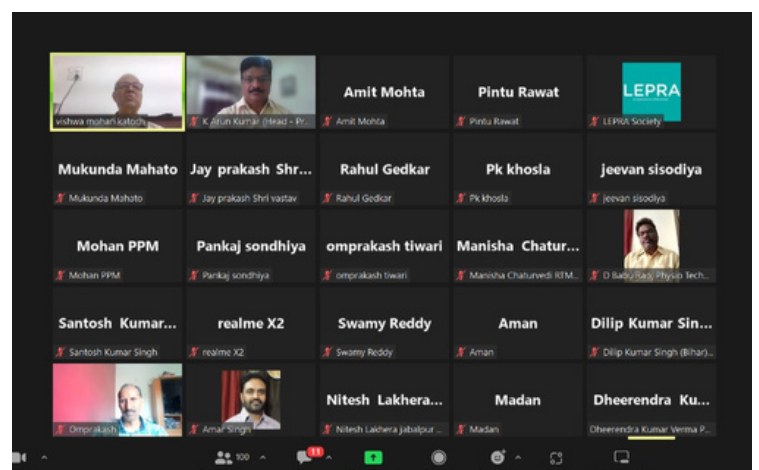 vishwa mohan katoch
K Arun Kumar (Head - Pr...
Amit Mohta
Amit Mohta
Pintu Rawat
Pintu Rawat
LEPRA
LEPRA Society
Mukunda Mahato
Mukunda Mahato
Jay prakash Shr...
Jay prakash Shri vastav
Rahul Gedkar
Rahul Gedkar
Pk khosla
Pk khosla
jeevan sisodiya
jeevan sisodiya
Mohan PPM
Mohan PPM
Pankaj sondhiya
Pankaj sondhiya
omprakash tiwari
omprakash tiwari
Manisha Chatur...
Manisha Chaturvedi RTM...
D Babu Rao, Physio Tech...
Santosh Kumar...
Santosh Kumar Singh
realme X2
realme X2
Swamy Reddy
Swamy Reddy
Aman
Aman
Dilip Kumar Sin...
Dilip Kumar Singh (Bihar)...
Omprakash
Amar Singh
Nitesh Lakhera...
Nitesh Lakhera jabalpur ...
Madan
Madan
Dheerendra Ku...
Dheerendra Kumar Verma P...
100
11